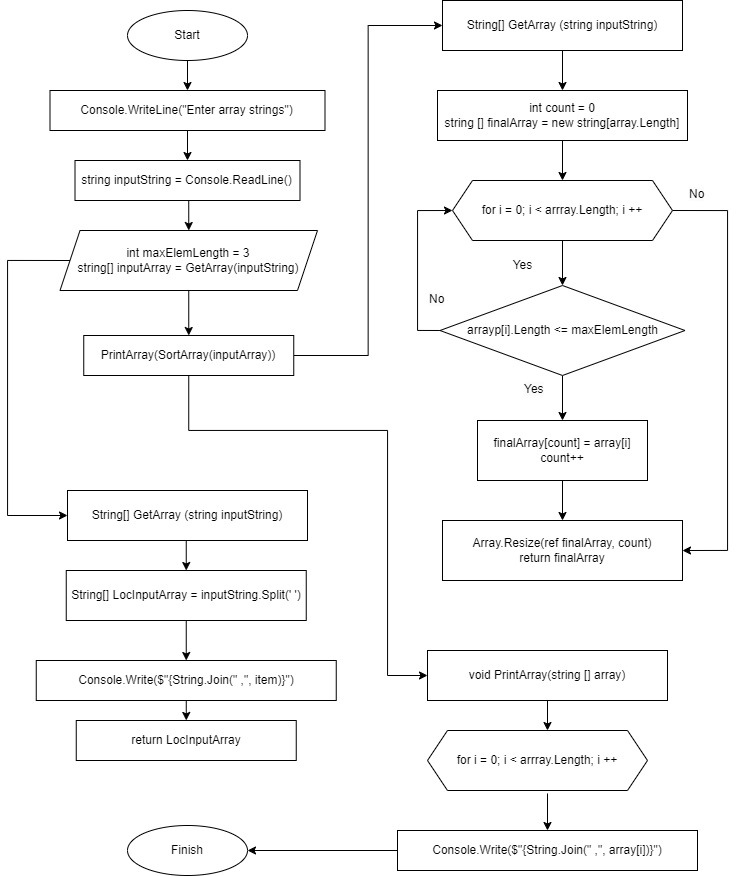 Start
Console.WriteLine("Enter array strings")
string inputString = Console.ReadLine()
int maxElemLength = 3
string[] inputArray = GetArray(inputString)
PrintArray(SortArray(inputArray))
String[] GetArray (string inputString)
String[] LocInputArray = inputString.Split(' ')
Console.Write($"{String.Join(" ,", item)}")
return LocInputArray
String[] GetArray (string inputString)
int count = 0
string [] finalArray = new string[array.Length]
for i = 0; i < arrray.Length; i ++
No
Yes
No
arrayp[i].Length <= maxElemLength
Yes
finalArray[count] = array[i]
count++
Array.Resize(ref finalArray, count)
return finalArray
void PrintArray(string [] array)
for i = 0; i < arrray.Length; i ++
Console.Write($"{String.Join(" ,", array[i])}")
Finish